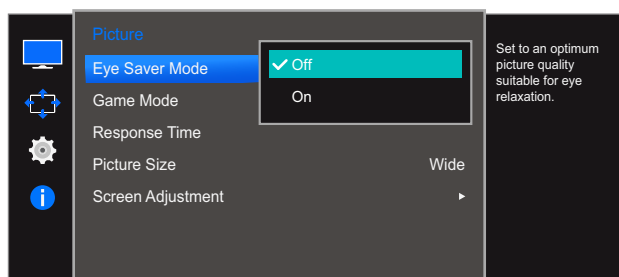 Picture
Eye Saver Mode
Off
On
Game Mode
Response Time
Picture Size
Wide
Screen Adjustment
Set to an optimum
picture quality
suitable for eye
relaxation.